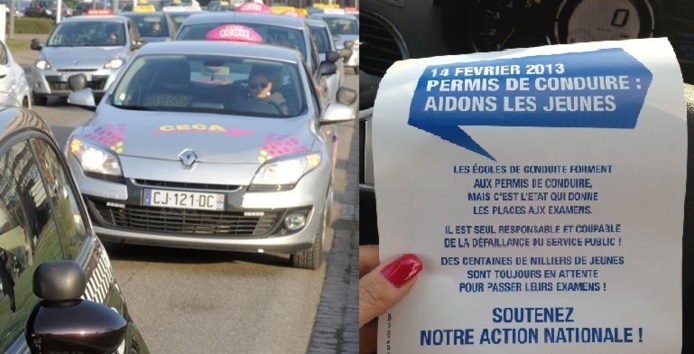 CECA
CJ-121-DC
0
14 FEVRIER 2013
PERMIS DE CONDUIRE :
AIDONS LES JEUNES
LES ÉCOLES DE CONDUITE FORMENT
AUX PERMIS DE CONDUIRE,
MAIS C'EST L'ETAT QUI DONNE
LES PLACES AUX EXAMENS.
IL EST SEUL RESPONSABLE ET COUPABLE
DE LA DÉFAILLANCE DU SERVICE PUBLIC !
DES CENTAINES DE MILLIERS DE JEUNES
SONT TOUJOURS EN ATTENTE
POUR PASSER LEURS EXAMENS !
SOUTENEZ
NOTRE ACTION NATIONALE !